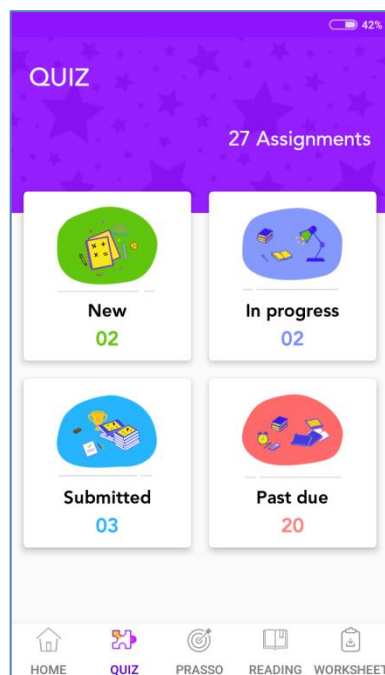 42%
QUIZ
27 Assignments
New
02
In progress
02
Submitted
03
Past due
20
HOME
QUIZ
PRASSO
READING
WORKSHEET